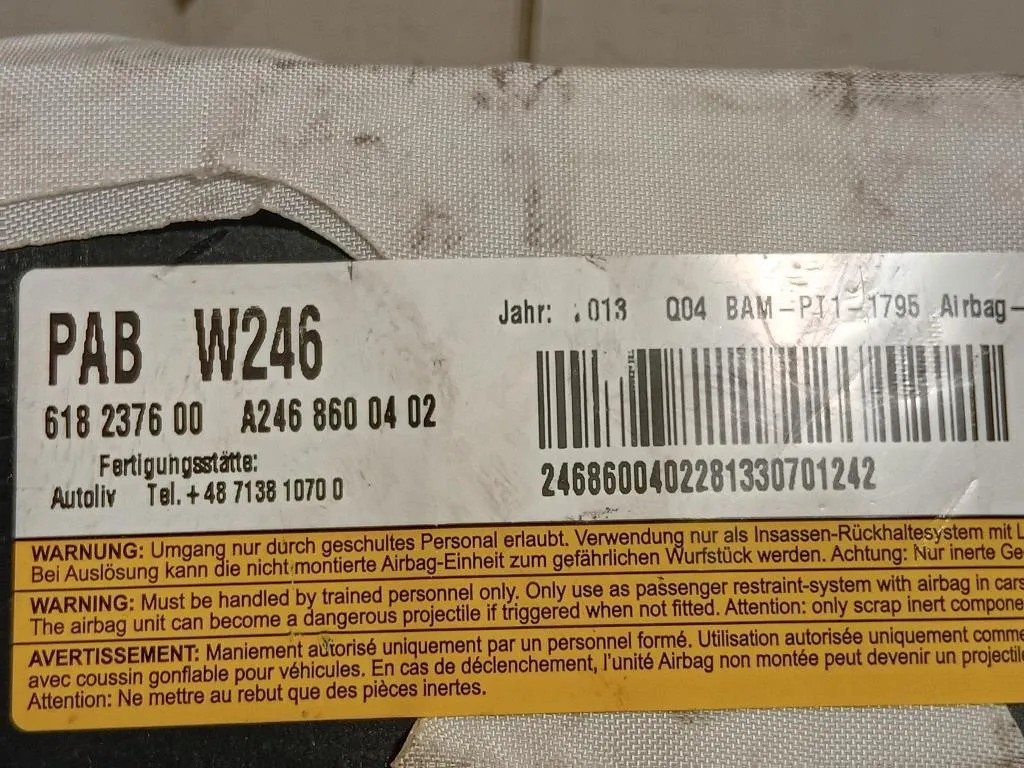 PAB W246
618 2376 00 A246 860 04 02
Fertigungsstätte:
Autoliv Tel. +48 7138 1070 0
Jahr: 013 Q04 BAM-PT1-1795 Airbag-
246860040228133070124​2
WARNUNG: Umgang nur durch geschultes Personal erlaubt. Verwendung nur als Insassen-Rückhaltesystem mit L
Bei Auslösung kann die nicht montierte Airbag-Einheit zum gefährlichen Wurfstück werden. Achtung: Nur inerte Ge
WARNING: Must be handled by trained personnel only. Only use as passenger restraint-system with airbag in cars
The airbag unit can become a dangerous projectile if triggered when not fitted. Attention: only scrap inert compone
AVERTISSEMENT: Maniement autorisé uniquement par un personnel formé. Utilisation autorisée uniquement comme
avec coussin gonflable pour véhicules. En cas de déclenchement, l'unité Airbag non montée peut devenir un projectile
Attention: Ne mettre au rebut que des pièces inertes.